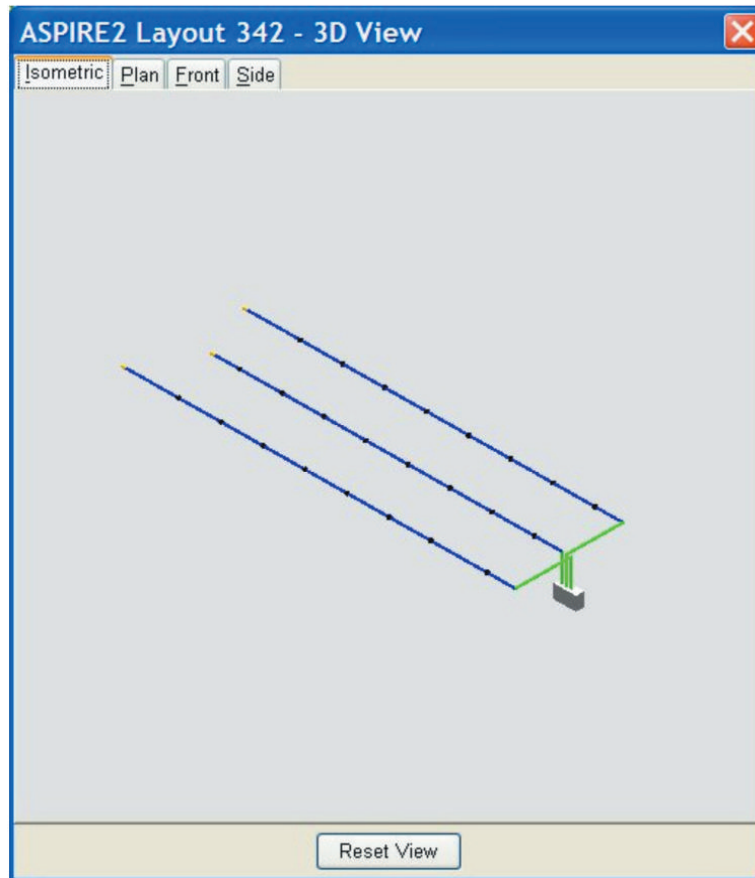 ASPIRE2 Layout 342 - 3D View
Isometric Plan Front Side
Reset View